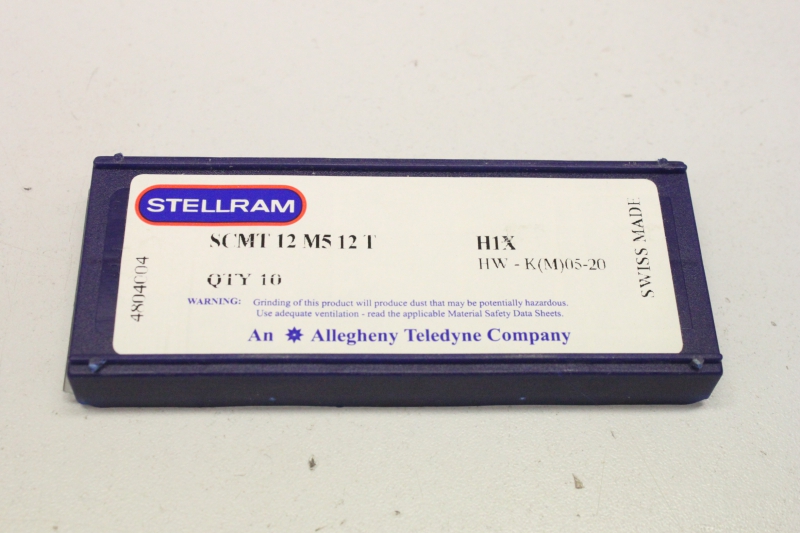 STELLRAM
SCMT 12 M5 12 T
H1X
HW - K(M)05-20
QTY 10
WARNING: Grinding of this product will produce dust that may be potentially hazardous.
Use adequate ventilation - read the applicable Material Safety Data Sheets.
An Allegheny Teledyne Company
4804004
SWISS MADE